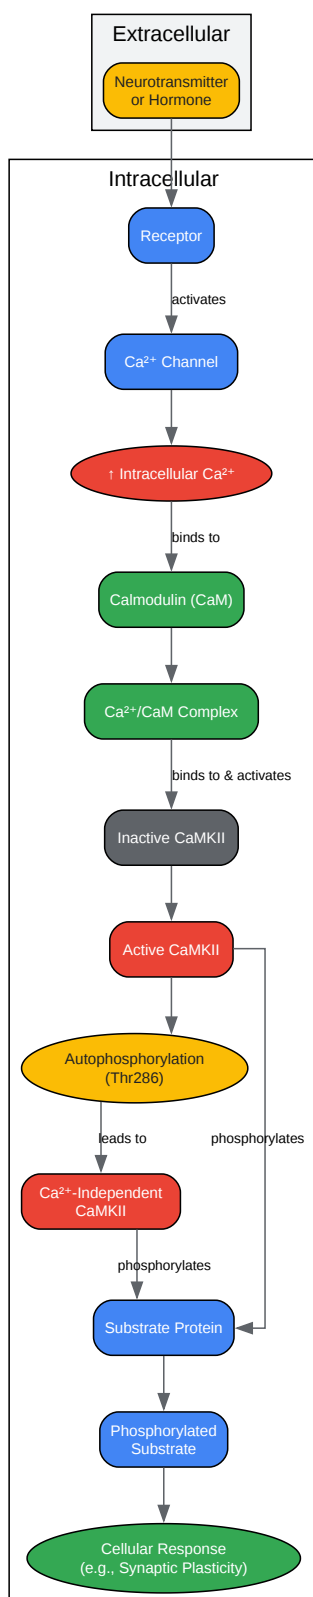 Extracellular
Neurotransmitter
or Hormone
Intracellular
Receptor
activates
Ca²⁺ Channel
↑ Intracellular Ca²⁺
binds to
Calmodulin (CaM)
Ca²⁺/CaM Complex
binds to & activates
Inactive CaMKII
Active CaMKII
Autophosphorylation
(Thr286)
leads to
phosphorylates
Ca²⁺-Independent
CaMKII
phosphorylates
Substrate Protein
Phosphorylated
Substrate
Cellular Response
(e.g., Synaptic Plasticity)